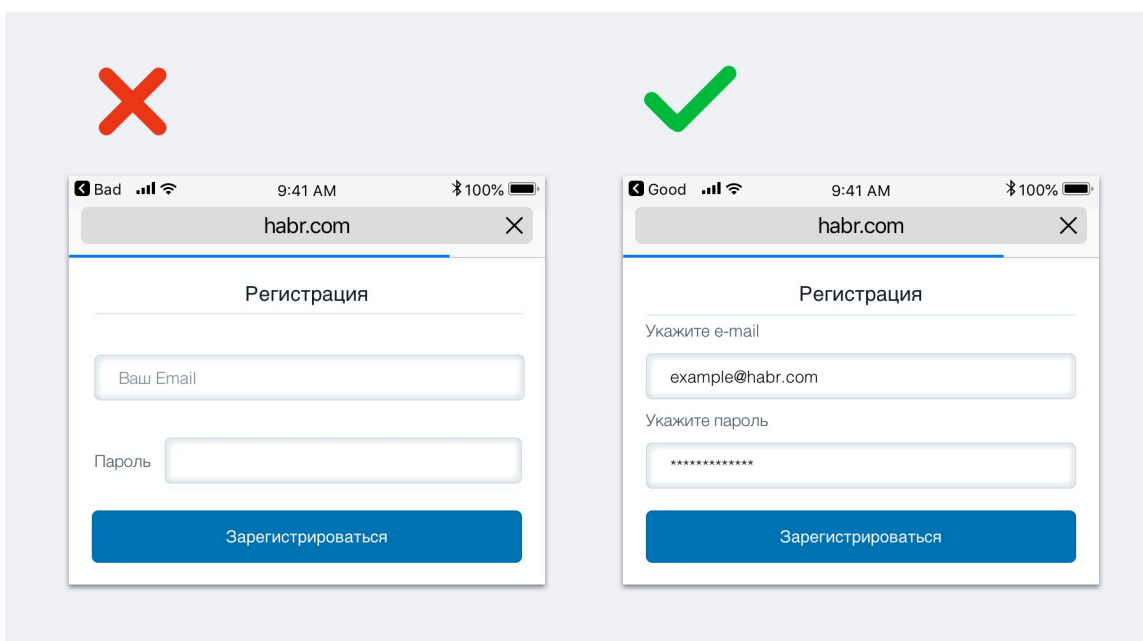 Bad 9:41 AM 100%
habr.com
Регистрация
Ваш Email
Пароль
Зарегистрироваться
Good 9:41 AM 100%
habr.com
Регистрация
Укажите e-mail
example@habr.com
Укажите пароль
*************
Зарегистрироваться